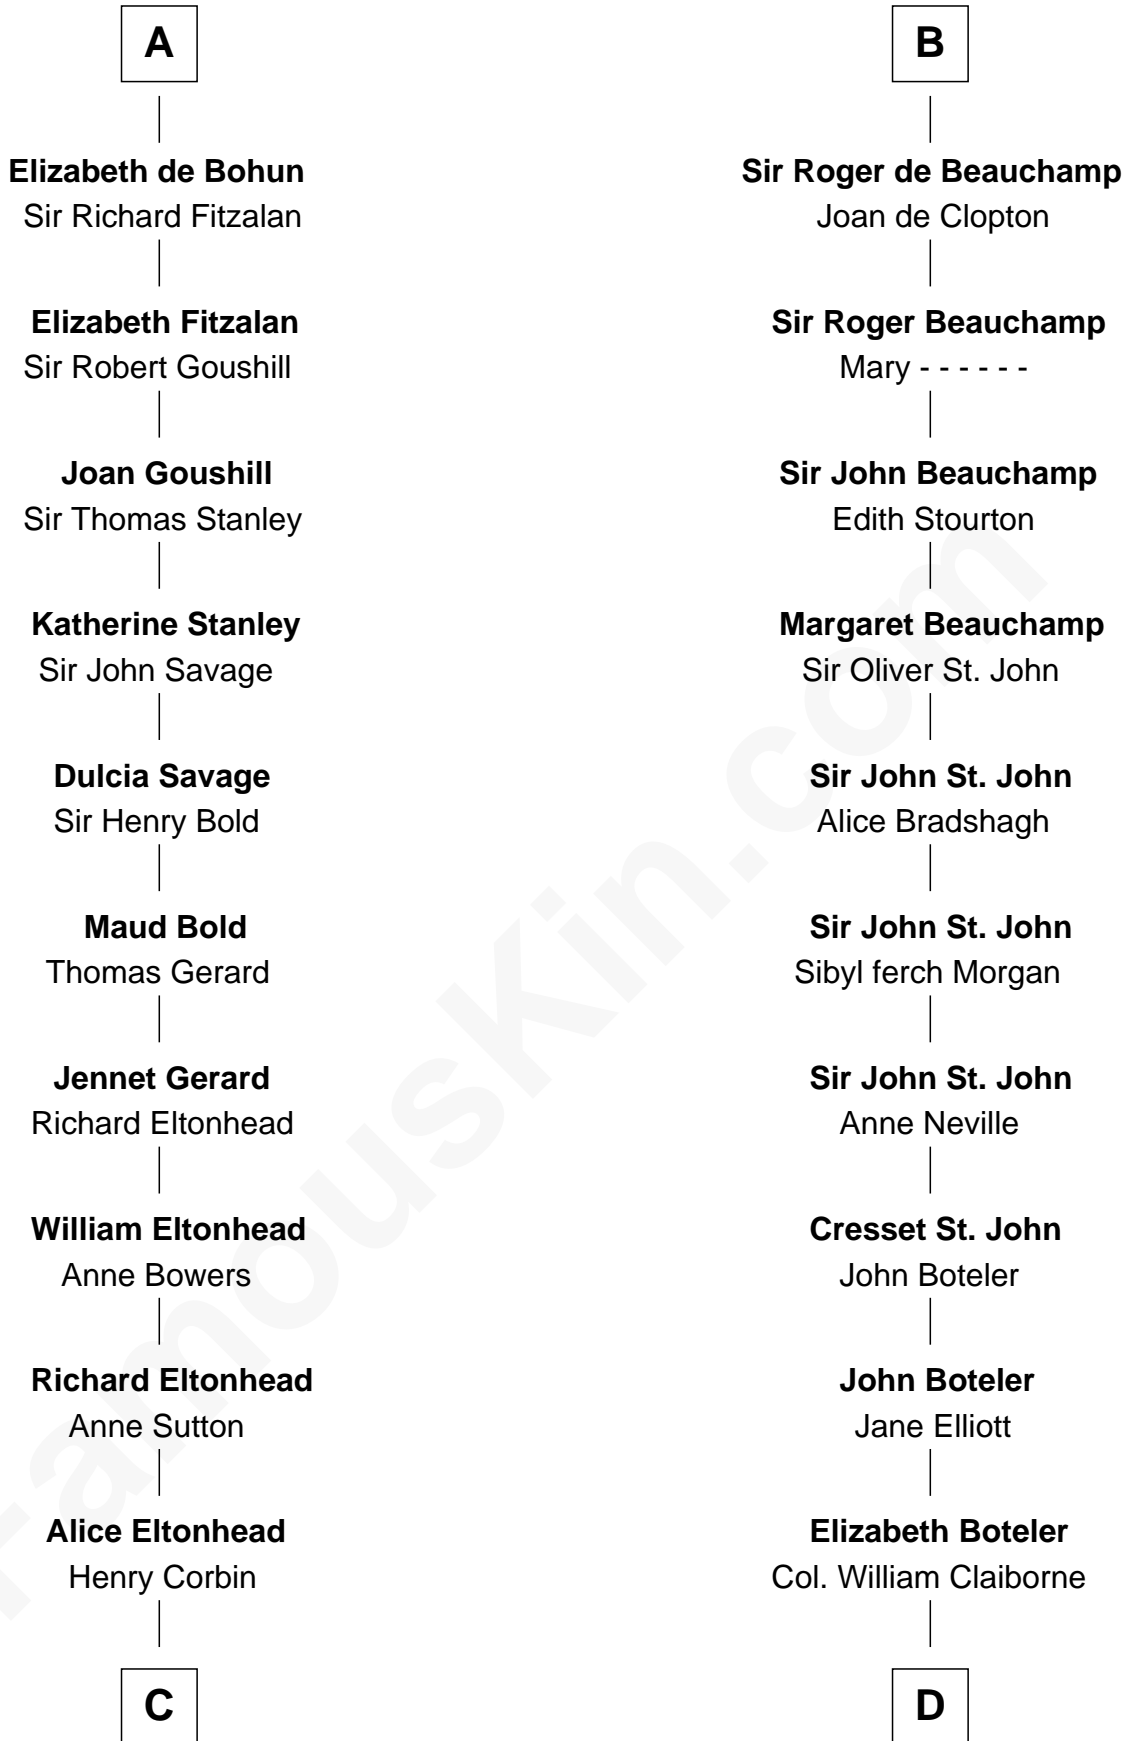 A
Elizabeth de Bohun
Sir Richard Fitzalan
Elizabeth Fitzalan
Sir Robert Goushill
Joan Goushill
Sir Thomas Stanley
Katherine Stanley
Sir John Savage
Dulcia Savage
Sir Henry Bold
Maud Bold
Thomas Gerard
Jennet Gerard
Richard Eltonhead
William Eltonhead
Anne Bowers
Richard Eltonhead
Anne Sutton
Alice Eltonhead
Henry Corbin
C
B
Sir Roger de Beauchamp
Joan de Clopton
Sir Roger Beauchamp
Mary - - - - - -
Sir John Beauchamp
Edith Stourton
Margaret Beauchamp
Sir Oliver St. John
Sir John St. John
Alice Bradshagh
Sir John St. John
Sibyl ferch Morgan
Sir John St. John
Anne Neville
Cresset St. John
John Boteler
John Boteler
Jane Elliott
Elizabeth Boteler
Col. William Claiborne
D
FamousKin.com